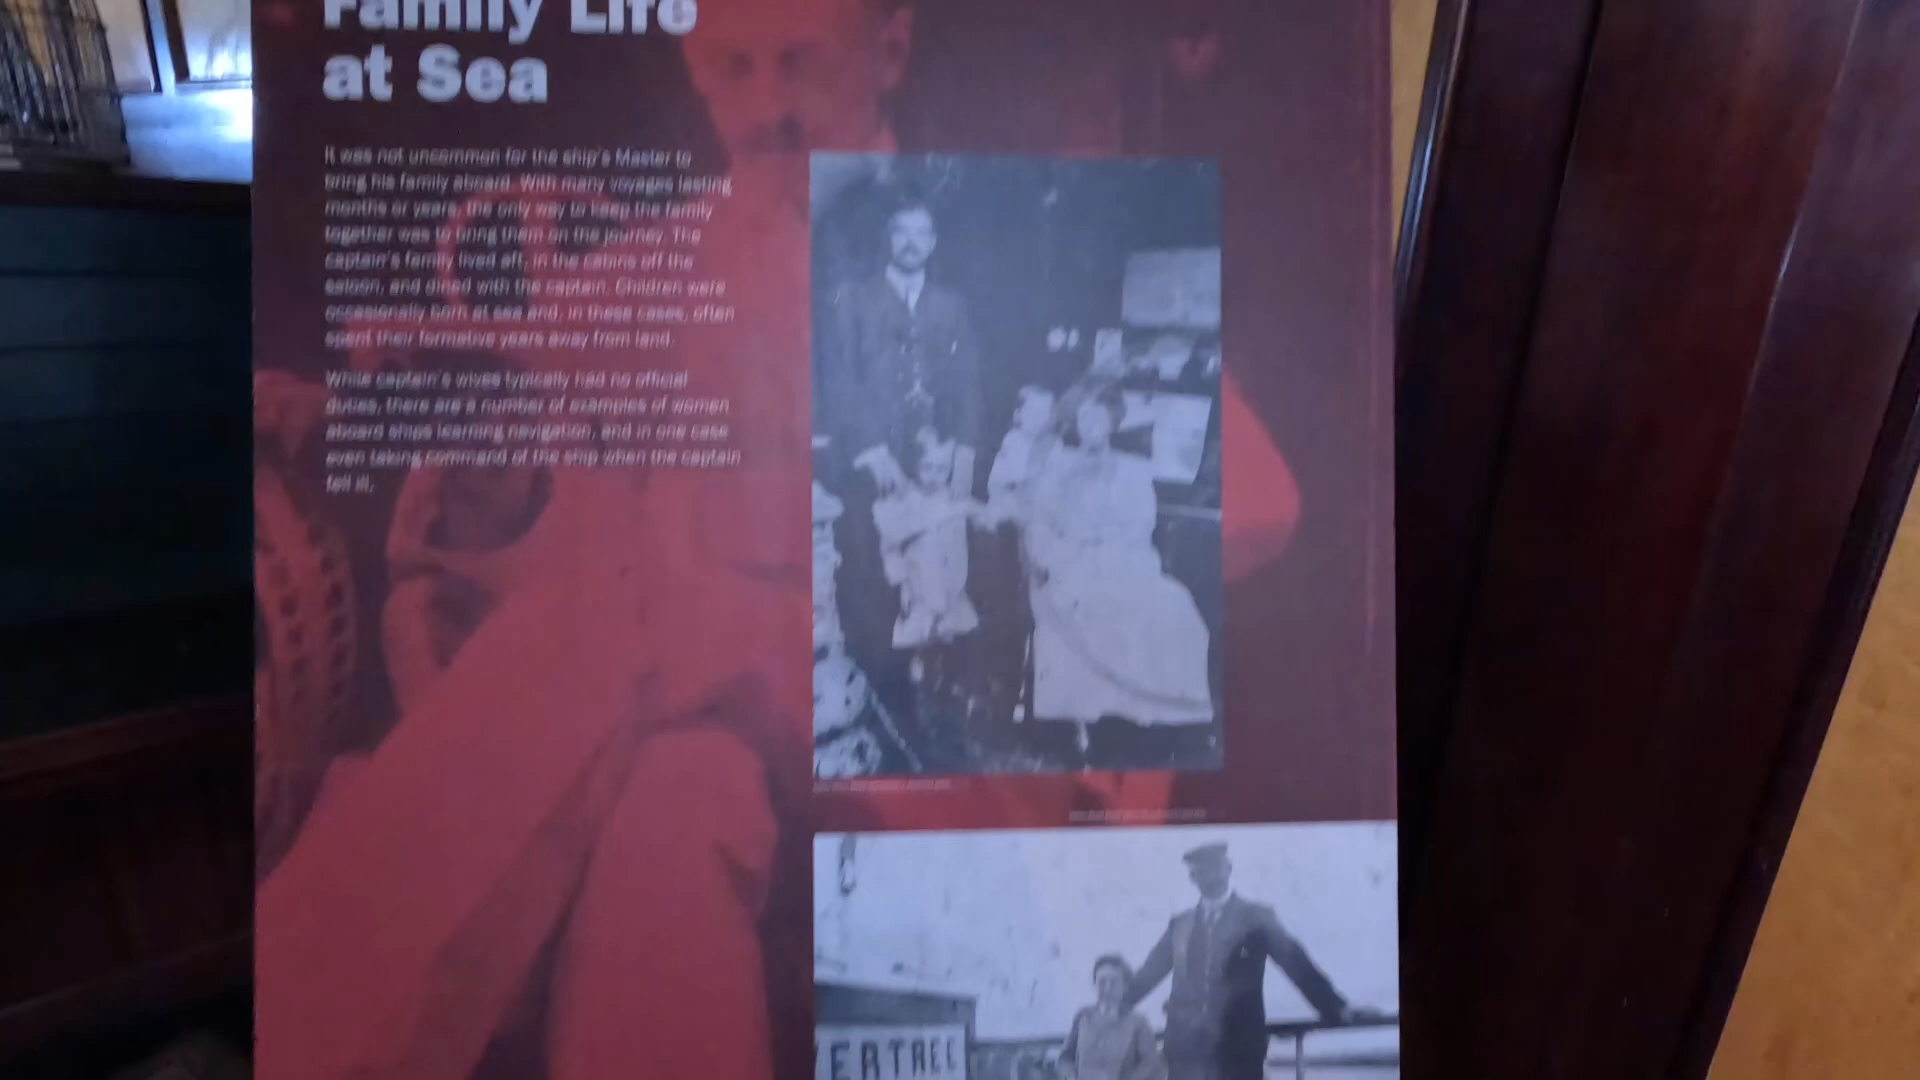 Family Life
at Sea
It was not uncommon for the ship's Master to
bring his family aboard. With many voyages lasting
months or years, the only way to keep the family
together was to bring them on the journey. The
captain's family lived aft, in the cabins off the
saloon, and dined with the captain. Children were
occasionally born at sea and, in these cases, often
spent their formative years away from land.
While captain's wives typically had no official
duties, there are a number of examples of women
aboard ships learning navigation, and in one case
even taking command of the ship when the captain
fell ill.
ERTREE